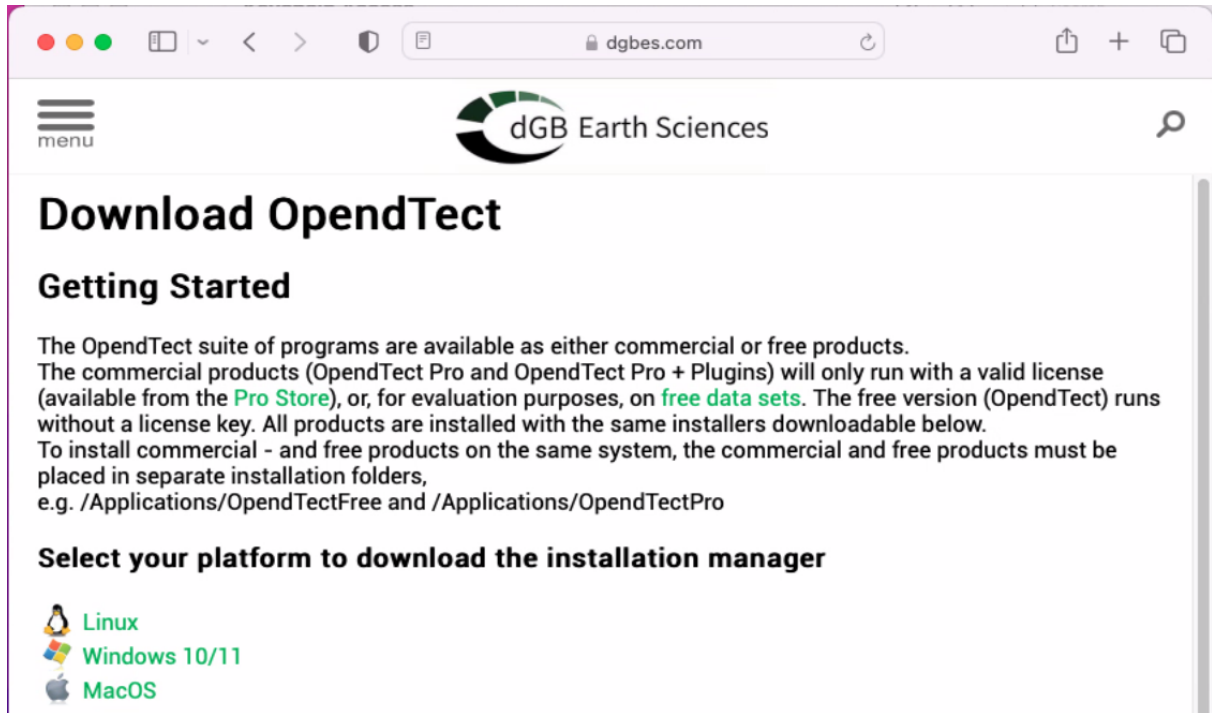 dgbes.com
menu
dGB Earth Sciences
Download OpendTect
Getting Started
The OpendTect suite of programs are available as either commercial or free products.
The commercial products (OpendTect Pro and OpendTect Pro + Plugins) will only run with a valid license
(available from the Pro Store), or, for evaluation purposes, on free data sets. The free version (OpendTect) runs
without a license key. All products are installed with the same installers downloadable below.
To install commercial - and free products on the same system, the commercial and free products must be
placed in separate installation folders,
e.g. /Applications/OpendTectFree and /Applications/OpendTectPro
Select your platform to download the installation manager
Linux
Windows 10/11
MacOS